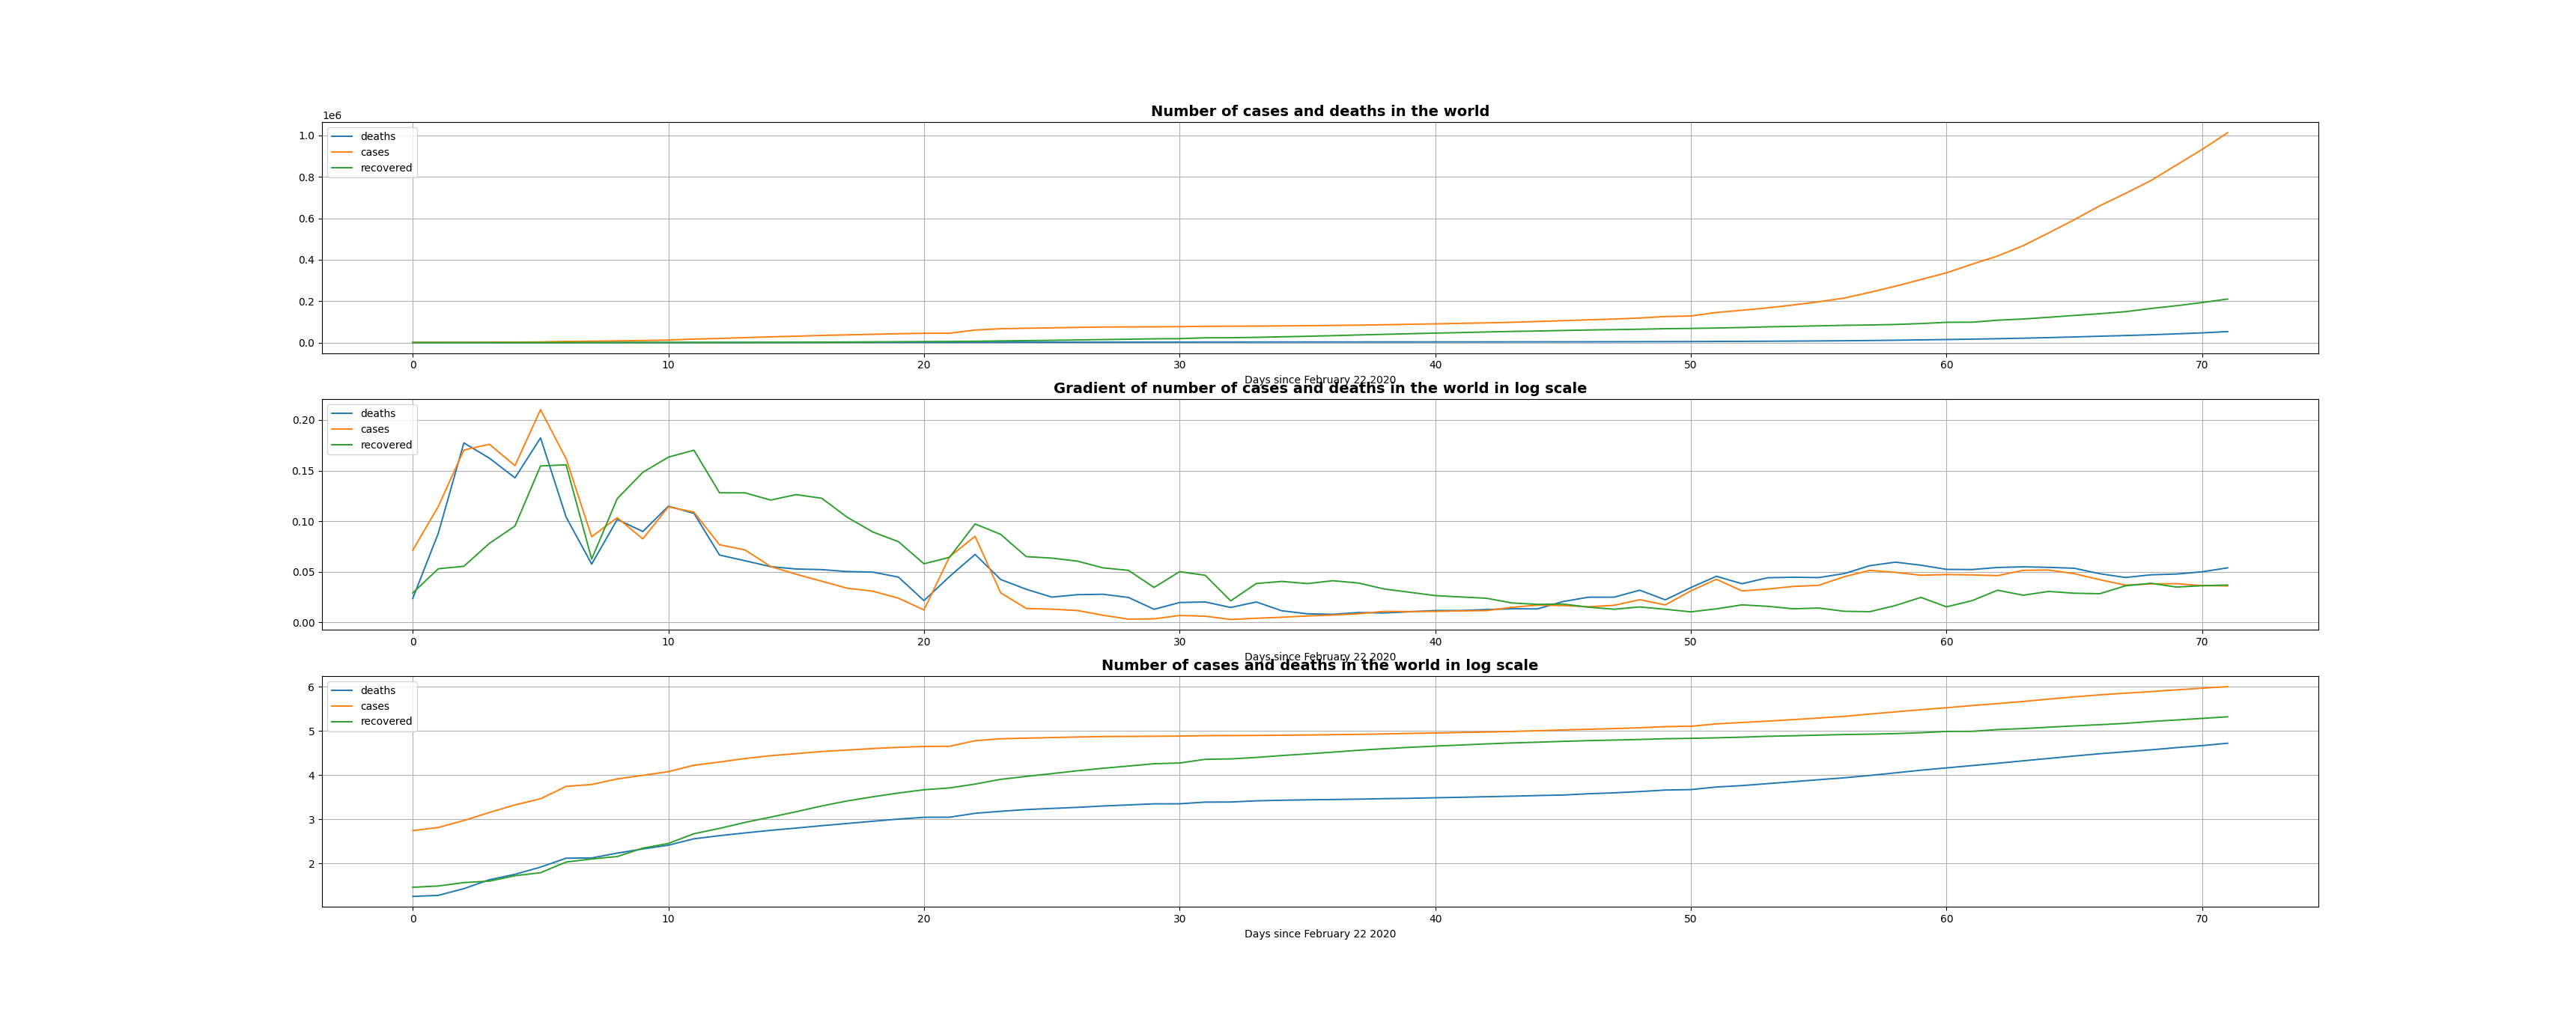 Number of cases and deaths in the world
1e6
deaths
cases
recovered
1.0
0.8
0.6
0.4
0.2
0.0
0 10 20 30 40 50 60 70
Days since February 22 2020
Gradient of number of cases and deaths in the world in log scale
deaths
cases
recovered
0.20
0.15
0.10
0.05
0.00
0 10 20 30 40 50 60 70
Days since February 22 2020
Number of cases and deaths in the world in log scale
deaths
cases
recovered
6
5
4
3
2
0 10 20 30 40 50 60 70
Days since February 22 2020